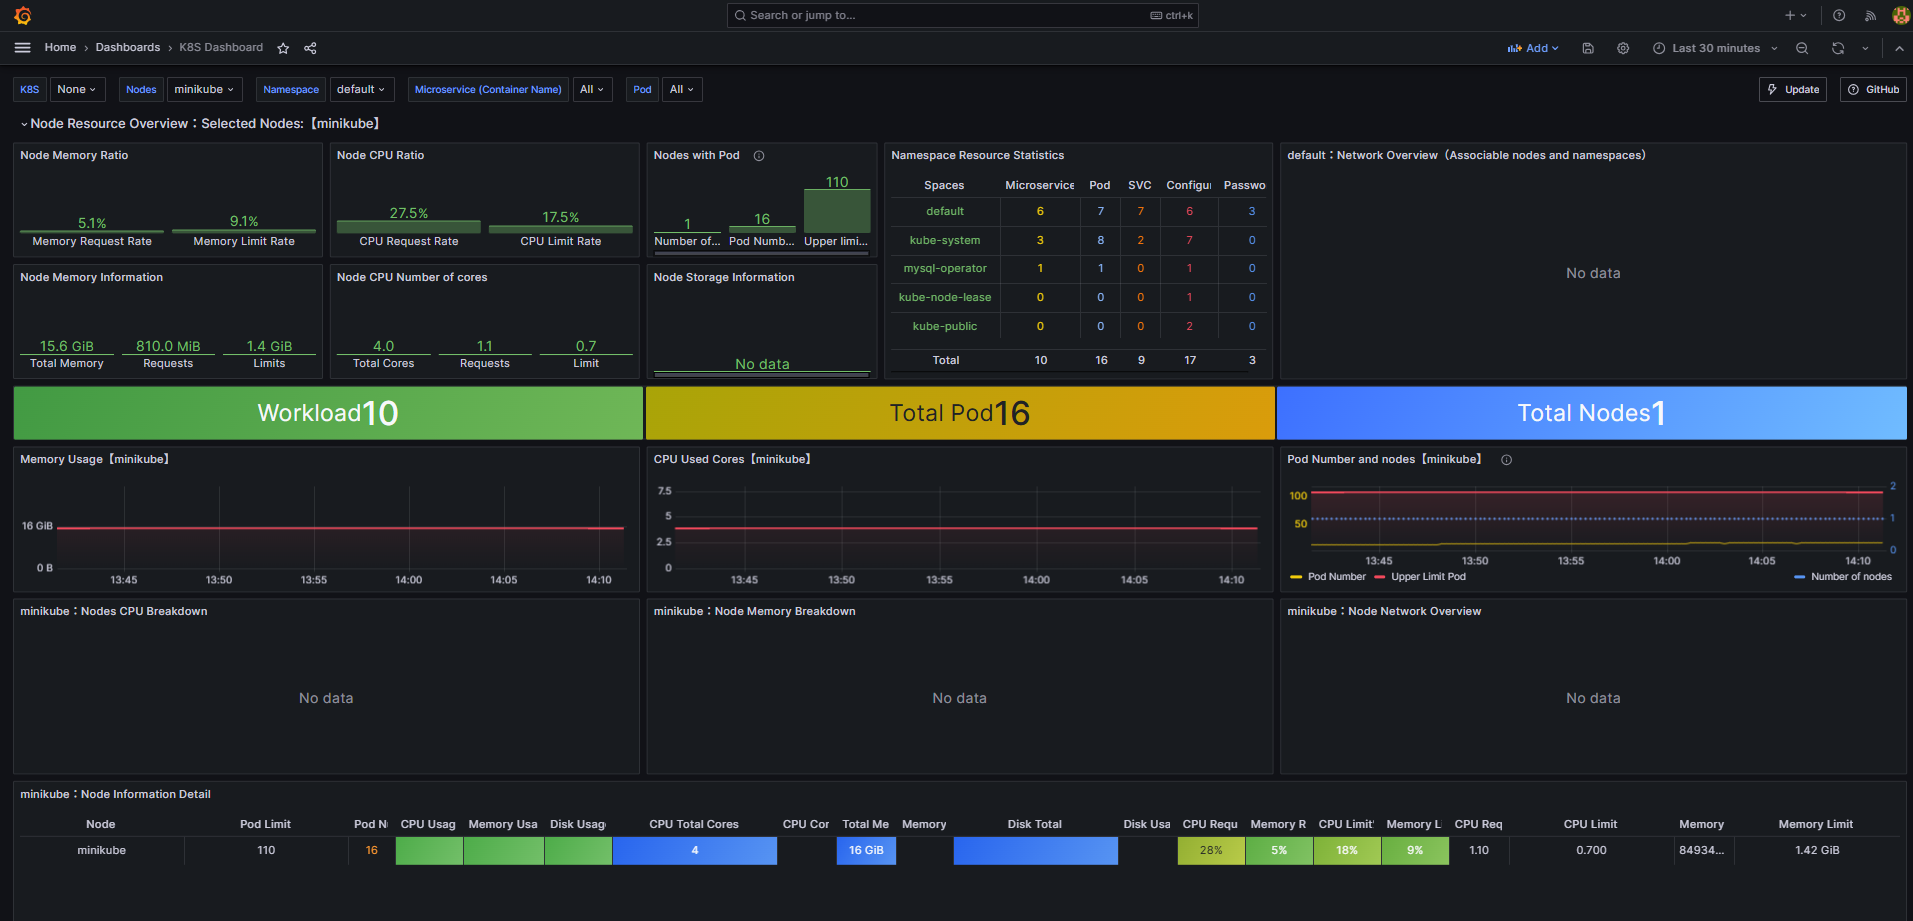 Search or jump to...
ctrl+k
Home › Dashboards › K8S Dashboard
Add
Last 30 minutes
K8S None Nodes minikube Namespace default Microservice (Container Name) All Pod All
Update
GitHub
Node Resource Overview：Selected Nodes:【minikube】
Node Memory Ratio
5.1%
9.1%
Memory Request Rate
Memory Limit Rate
Node CPU Ratio
27.5%
17.5%
CPU Request Rate
CPU Limit Rate
Nodes with Pod
1
16
110
Number of...
Pod Numb...
Upper limi...
Namespace Resource Statistics
Spaces Microservice Pod SVC Configu Passwo
default 6 7 7 6 3
kube-system 3 8 2 7 0
mysql-operator 1 1 0 1 0
kube-node-lease 0 0 0 1 0
kube-public 0 0 0 2 0
Total 10 16 9 17 3
default：Network Overview（Associable nodes and namespaces）
No data
Node Memory Information
15.6 GiB
810.0 MiB
1.4 GiB
Total Memory
Requests
Limits
Node CPU Number of cores
4.0
1.1
0.7
Total Cores
Requests
Limit
Node Storage Information
No data
Workload10
Total Pod16
Total Nodes1
Memory Usage【minikube】
16 GiB
0 B
13:45 13:50 13:55 14:00 14:05 14:10
CPU Used Cores【minikube】
7.5
5
2.5
0
13:45 13:50 13:55 14:00 14:05 14:10
Pod Number and nodes【minikube】
100
50
2
1
0
13:45 13:50 13:55 14:00 14:05 14:10
Pod Number Upper Limit Pod Number of nodes
minikube：Nodes CPU Breakdown
No data
minikube：Node Memory Breakdown
No data
minikube：Node Network Overview
No data
minikube：Node Information Detail
Node Pod Limit Pod N CPU Usag Memory Usa Disk Usag CPU Total Cores CPU Cor Total Me Memory Disk Total Disk Usa CPU Requ Memory R CPU Limit Memory L CPU Req CPU Limit Memory Memory Limit
minikube 110 16 4 16 GiB 28% 5% 18% 9% 1.10 0.700 84934... 1.42 GiB